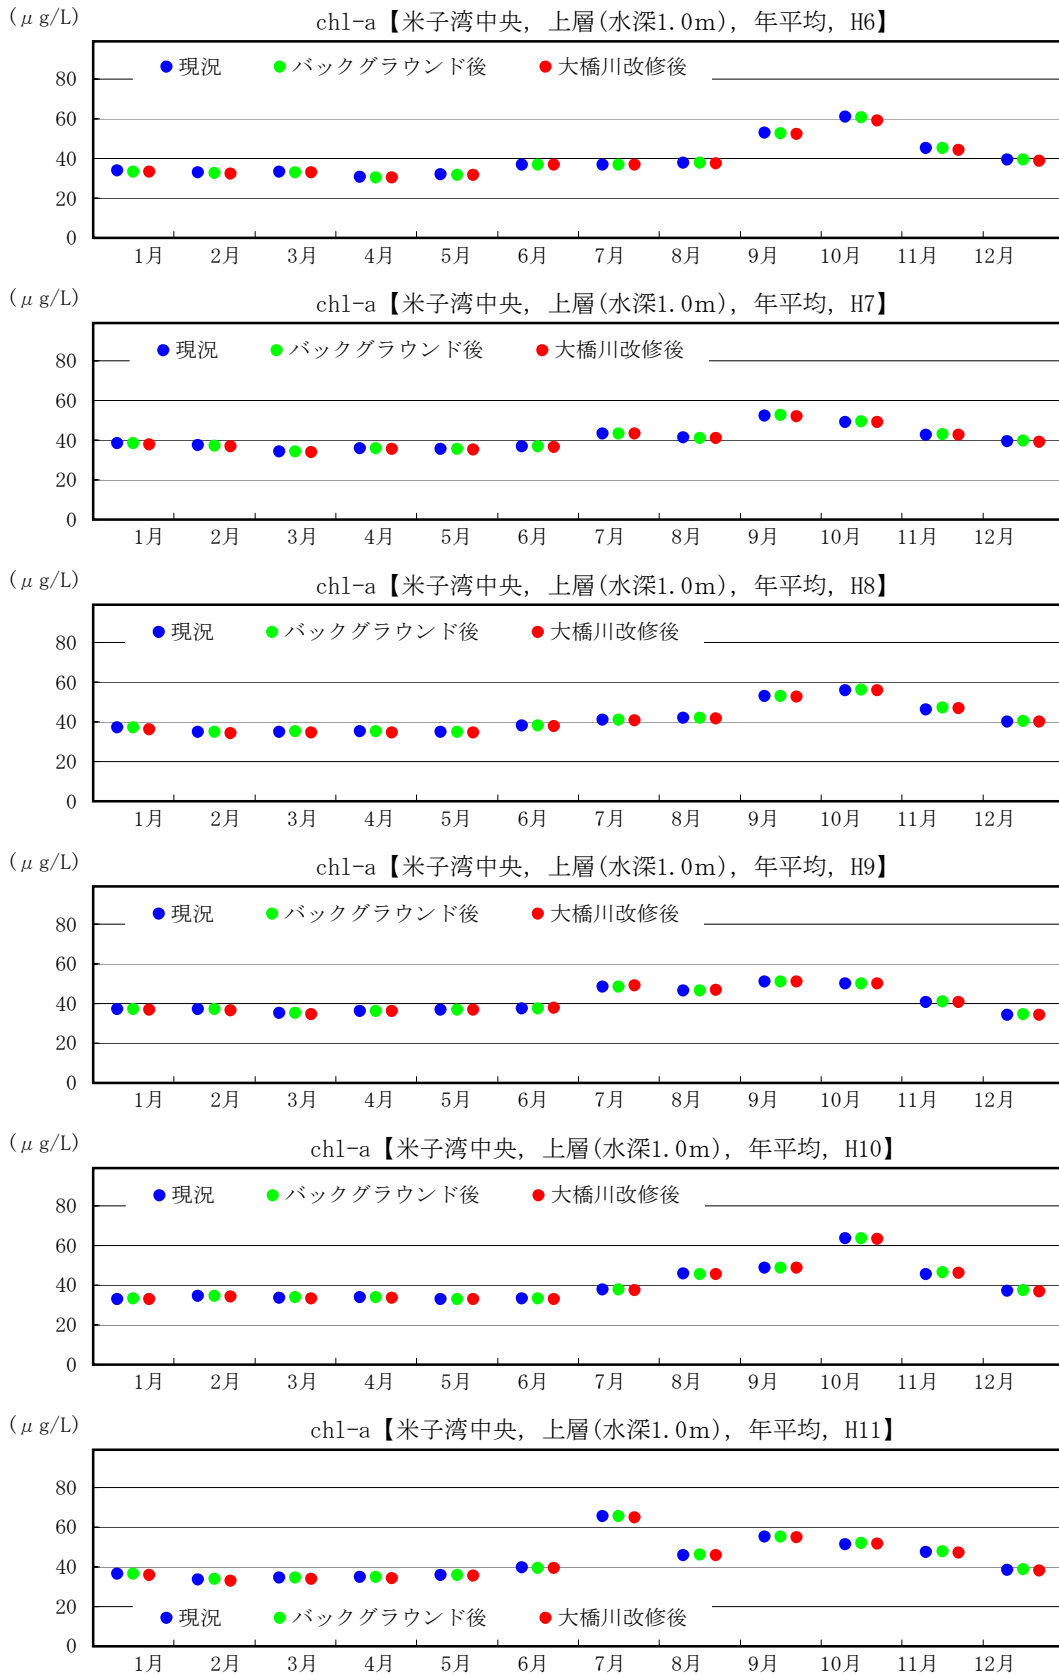 (μg/L)
chl-a【米子湾中央, 上層(水深1.0m), 年平均, H6】
現況 バックグラウンド後 大橋川改修後
80
60
40
20
0
1月 2月 3月 4月 5月 6月 7月 8月 9月 10月 11月 12月
(μg/L)
chl-a【米子湾中央, 上層(水深1.0m), 年平均, H7】
現況 バックグラウンド後 大橋川改修後
80
60
40
20
0
1月 2月 3月 4月 5月 6月 7月 8月 9月 10月 11月 12月
(μg/L)
chl-a【米子湾中央, 上層(水深1.0m), 年平均, H8】
現況 バックグラウンド後 大橋川改修後
80
60
40
20
0
1月 2月 3月 4月 5月 6月 7月 8月 9月 10月 11月 12月
(μg/L)
chl-a【米子湾中央, 上層(水深1.0m), 年平均, H9】
現況 バックグラウンド後 大橋川改修後
80
60
40
20
0
1月 2月 3月 4月 5月 6月 7月 8月 9月 10月 11月 12月
(μg/L)
chl-a【米子湾中央, 上層(水深1.0m), 年平均, H10】
現況 バックグラウンド後 大橋川改修後
80
60
40
20
0
1月 2月 3月 4月 5月 6月 7月 8月 9月 10月 11月 12月
(μg/L)
chl-a【米子湾中央, 上層(水深1.0m), 年平均, H11】
80
60
40
20
現況 バックグラウンド後 大橋川改修後
0
1月 2月 3月 4月 5月 6月 7月 8月 9月 10月 11月 12月